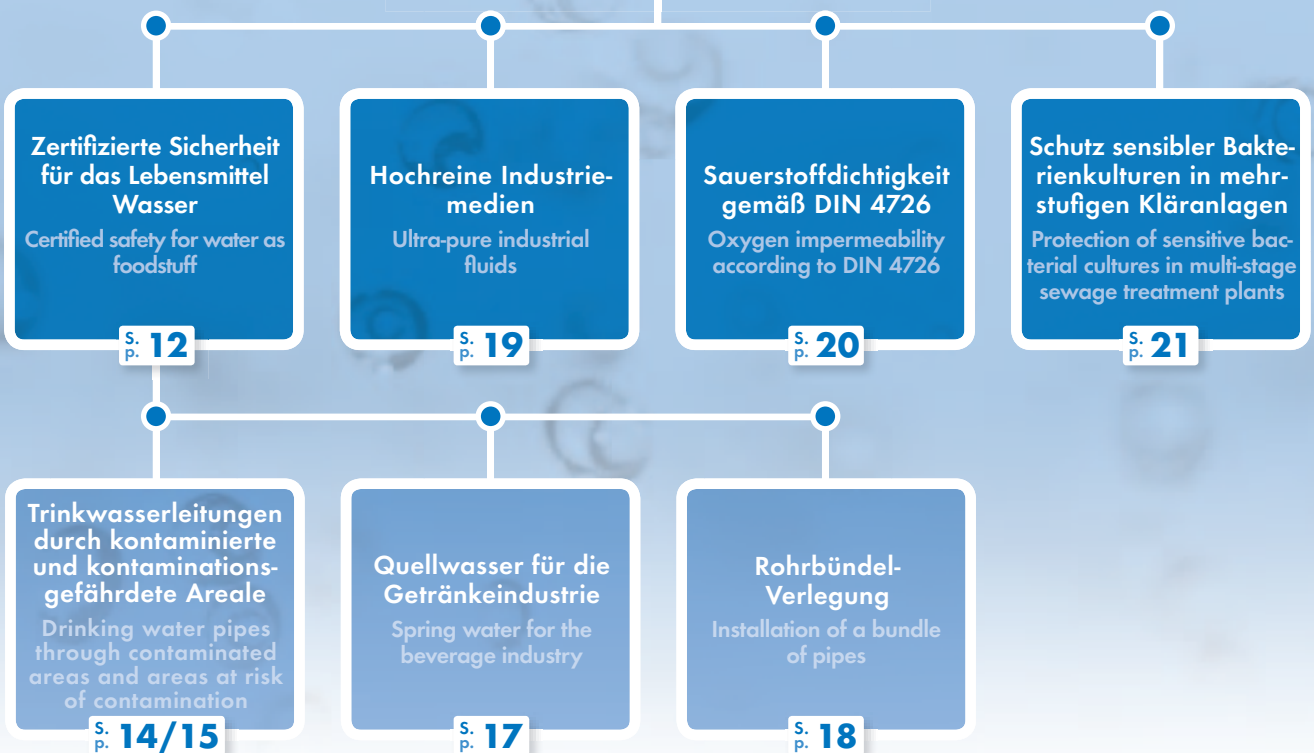 Zertifizierte Sicherheit
für das Lebensmittel
Wasser
Certified safety for water as
foodstuff
S.
p. 12
Hochreine Industrie-
medien
Ultra-pure industrial
fluids
S.
p. 19
Sauerstoffdichtigkeit
gemäß DIN 4726
Oxygen impermeability
according to DIN 4726
S.
p. 20
Schutz sensibler Bakte-
rienkulturen in mehr-
stufigen Kläranlagen
Protection of sensitive bac-
terial cultures in multi-stage
sewage treatment plants
S.
p. 21
Trinkwasserleitungen
durch kontaminierte
und kontaminations-
gefährdete Areale
Drinking water pipes
through contaminated
areas and areas at risk
of contamination
S.
p. 14/15
Quellwasser für die
Getränkeindustrie
Spring water for the
beverage industry
S.
p. 17
Rohrbündel-
Verlegung
Installation of a bundle
of pipes
S.
p. 18